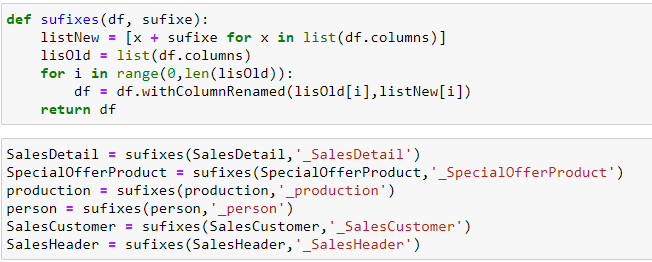 def sufixes(df, sufixe):
    listNew = [x + sufixe for x in list(df.columns)]
    lisOld = list(df.columns)
    for i in range(0,len(lisOld)):
        df = df.withColumnRenamed(lisOld[i],listNew[i])
    return df
SalesDetail = sufixes(SalesDetail,'_SalesDetail')
SpecialOfferProduct = sufixes(SpecialOfferProduct,'_SpecialOfferProduct')
production = sufixes(production,'_production')
person = sufixes(person,'_person')
SalesCustomer = sufixes(SalesCustomer,'_SalesCustomer')
SalesHeader = sufixes(SalesHeader,'_SalesHeader')